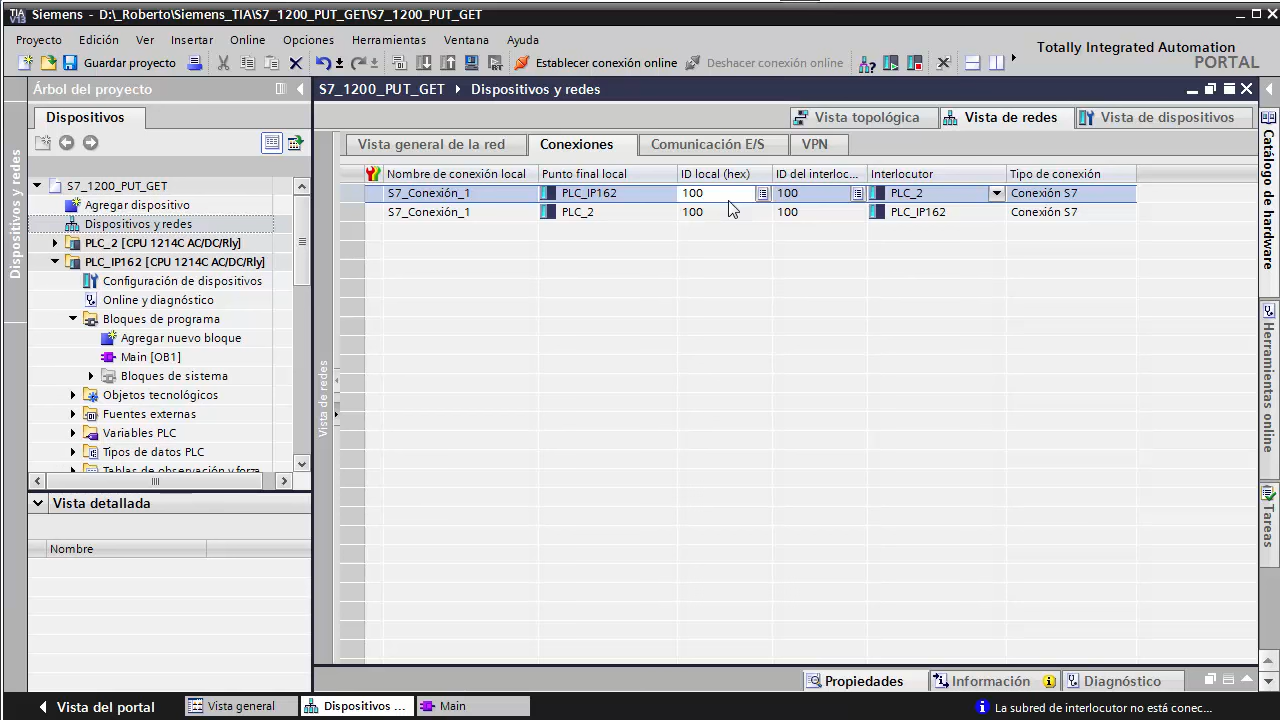 Siemens - D:\_Roberto\Siemens_TIA\S7_1200_PUT_GET\S7_1200_PUT_GET
Proyecto Edición Ver Insertar Online Opciones Herramientas Ventana Ayuda
Totally Integrated Automation
PORTAL
Guardar proyecto Establecer conexión online Deshacer conexión online
Árbol del proyecto
S7_1200_PUT_GET Dispositivos y redes
Dispositivos
Vista topológica Vista de redes Vista de dispositivos
Vista general de la red Conexiones Comunicación E/S VPN
Nombre de conexión local Punto final local ID local (hex) ID del interloc... Interlocutor Tipo de conexión
S7_Conexión_1 PLC_IP162 100 100 PLC_2 Conexión S7
S7_Conexión_1 PLC_2 100 100 PLC_IP162 Conexión S7
S7_1200_PUT_GET
Agregar dispositivo
Dispositivos y redes
PLC_2 [CPU 1214C AC/DC/Rly]
PLC_IP162 [CPU 1214C AC/DC/Rly]
Configuración de dispositivos
Online y diagnóstico
Bloques de programa
Agregar nuevo bloque
Main [OB1]
Bloques de sistema
Objetos tecnológicos
Fuentes externas
Variables PLC
Tipos de datos PLC
Tablas de observación y forza
Vista detallada
Nombre
Dispositivos y redes
Vista de redes
Catálogo de hardware
Herramientas online
Tareas
Propiedades Información Diagnóstico
Vista del portal Vista general Dispositivos ... Main La subred de interlocutor no está conec...